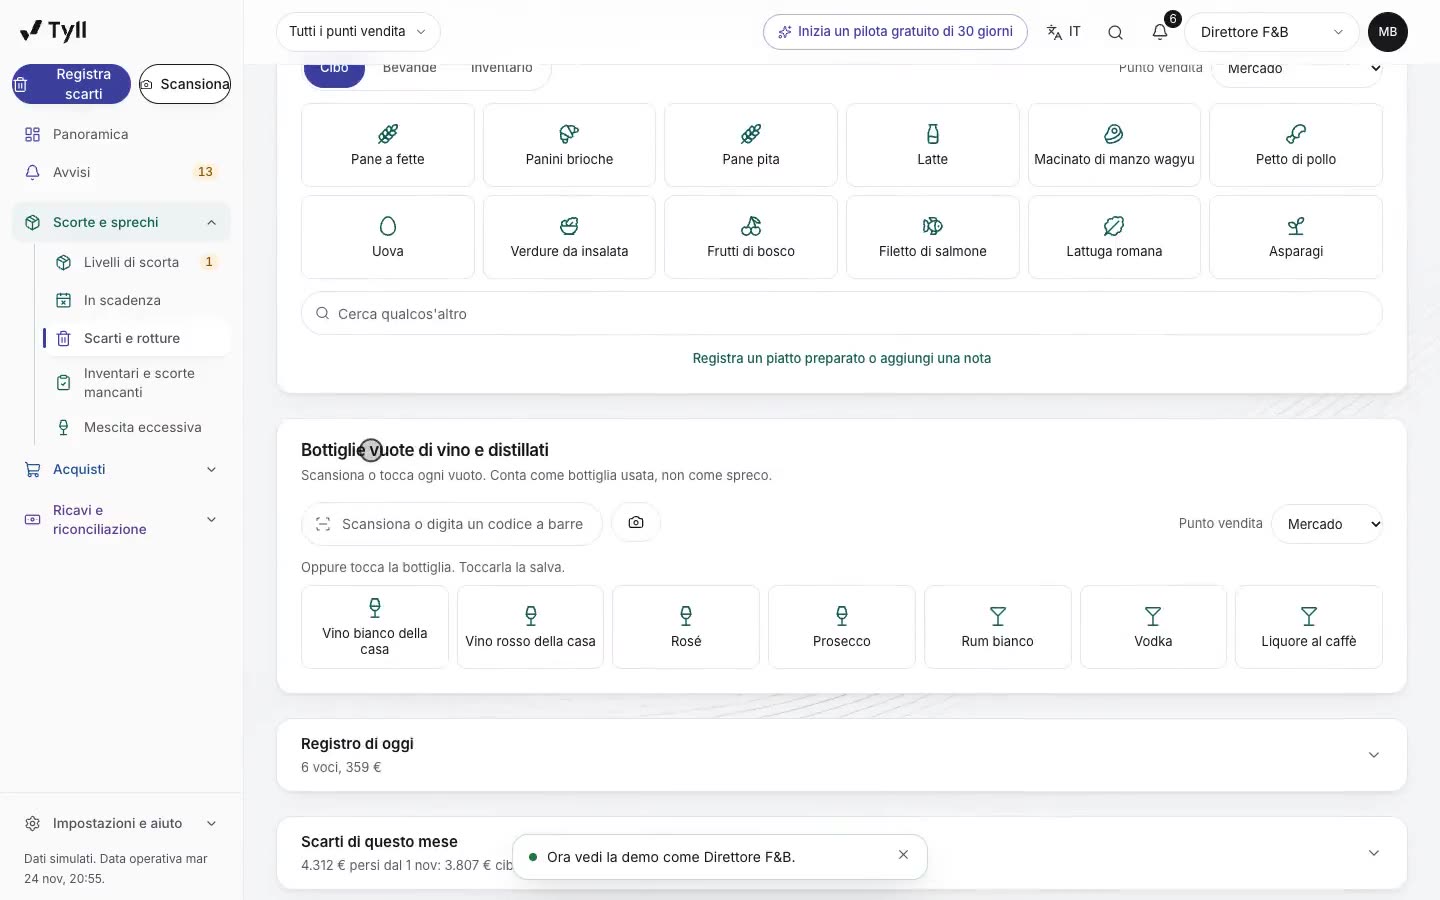 Tyll
Tutti i punti vendita
Inizia un pilota gratuito di 30 giorni
IT
6
Direttore F&B
MB
Registra scarti
Scansiona
Panoramica
Avvisi
13
Scorte e sprechi
Livelli di scorta
1
In scadenza
Scarti e rotture
Inventari e scorte
mancanti
Mescita eccessiva
Acquisti
Ricavi e
riconciliazione
Impostazioni e aiuto
Dati simulati. Data operativa mar
24 nov, 20:55.
Cibo
Bevande
Inventario
Punto vendita
Mercado
Pane a fette
Panini brioche
Pane pita
Latte
Macinato di manzo wagyu
Petto di pollo
Uova
Verdure da insalata
Frutti di bosco
Filetto di salmone
Lattuga romana
Asparagi
Cerca qualcos'altro
Registra un piatto preparato o aggiungi una nota
Bottiglie vuote di vino e distillati
Scansiona o tocca ogni vuoto. Conta come bottiglia usata, non come spreco.
Scansiona o digita un codice a barre
Punto vendita
Mercado
Oppure tocca la bottiglia. Toccarla la salva.
Vino bianco della
casa
Vino rosso della casa
Rosé
Prosecco
Rum bianco
Vodka
Liquore al caffè
Registro di oggi
6 voci, 359 €
Scarti di questo mese
4.312 € persi dal 1 nov: 3.807 € cib
Ora vedi la demo come Direttore F&B.